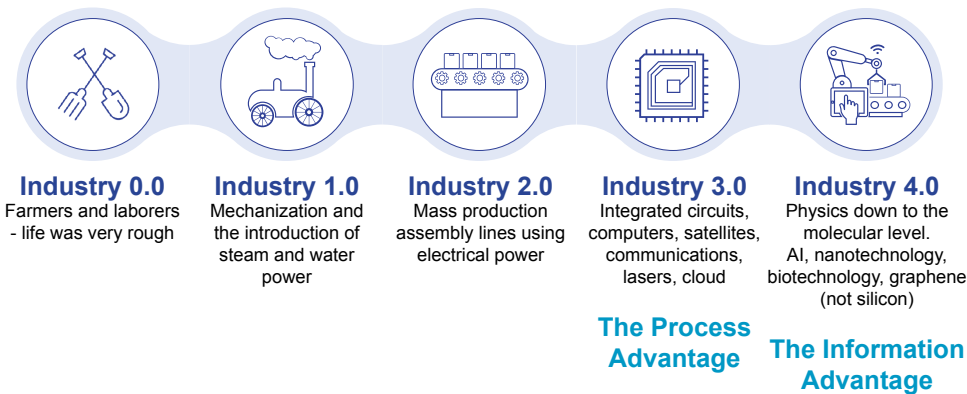 Industry 0.0
Farmers and laborers
- life was very rough
Industry 1.0
Mechanization and
the introduction of
steam and water
power
Industry 2.0
Mass production
assembly lines using
electrical power
Industry 3.0
Integrated circuits,
computers, satellites,
communications,
lasers, cloud
The Process
Advantage
Industry 4.0
Physics down to the
molecular level.
AI, nanotechnology,
biotechnology, graphene
(not silicon)
The Information
Advantage